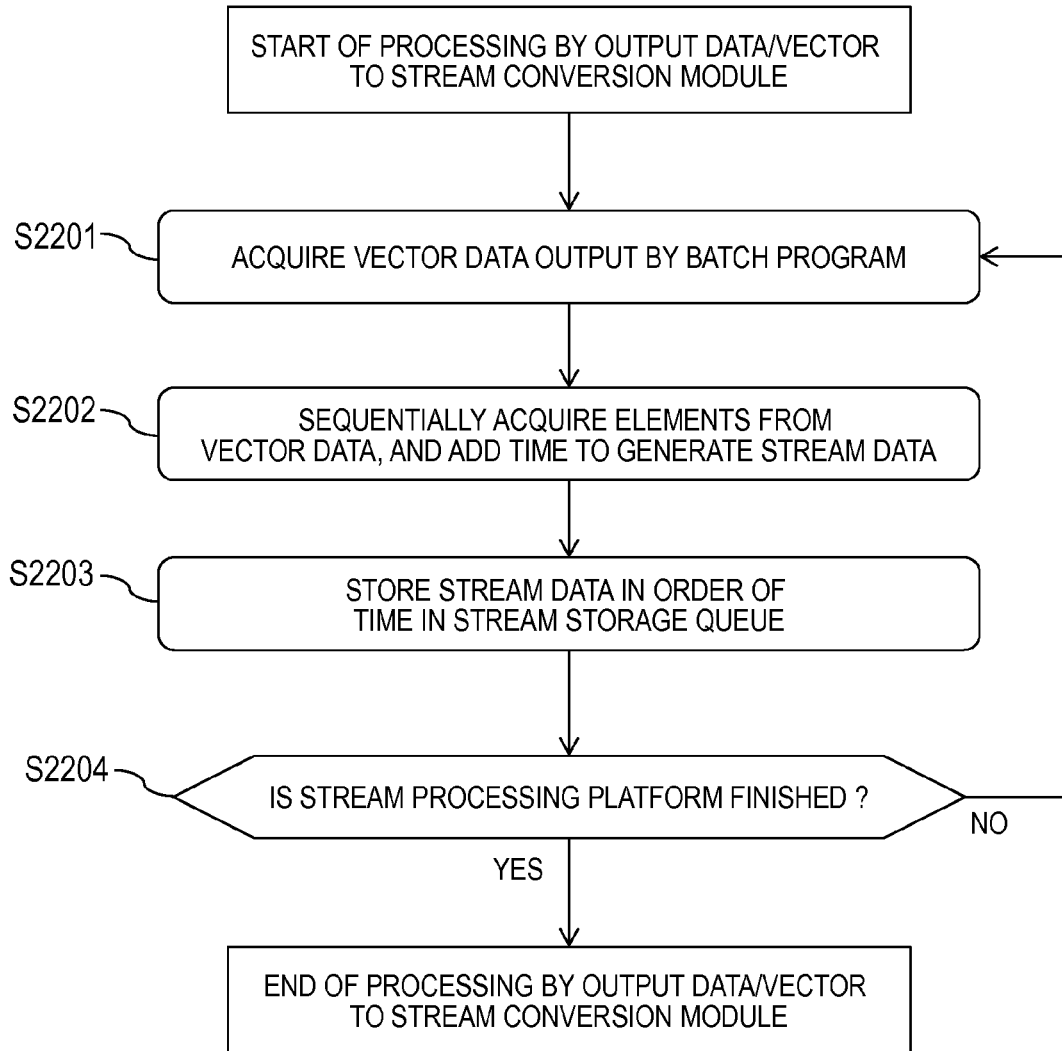 START OF PROCESSING BY OUTPUT DATA/VECTOR
TO STREAM CONVERSION MODULE
S2201
ACQUIRE VECTOR DATA OUTPUT BY BATCH PROGRAM
S2202
SEQUENTIALLY ACQUIRE ELEMENTS FROM
VECTOR DATA, AND ADD TIME TO GENERATE STREAM DATA
S2203
STORE STREAM DATA IN ORDER OF
TIME IN STREAM STORAGE QUEUE
S2204
IS STREAM PROCESSING PLATFORM FINISHED ?
NO
YES
END OF PROCESSING BY OUTPUT DATA/VECTOR
TO STREAM CONVERSION MODULE